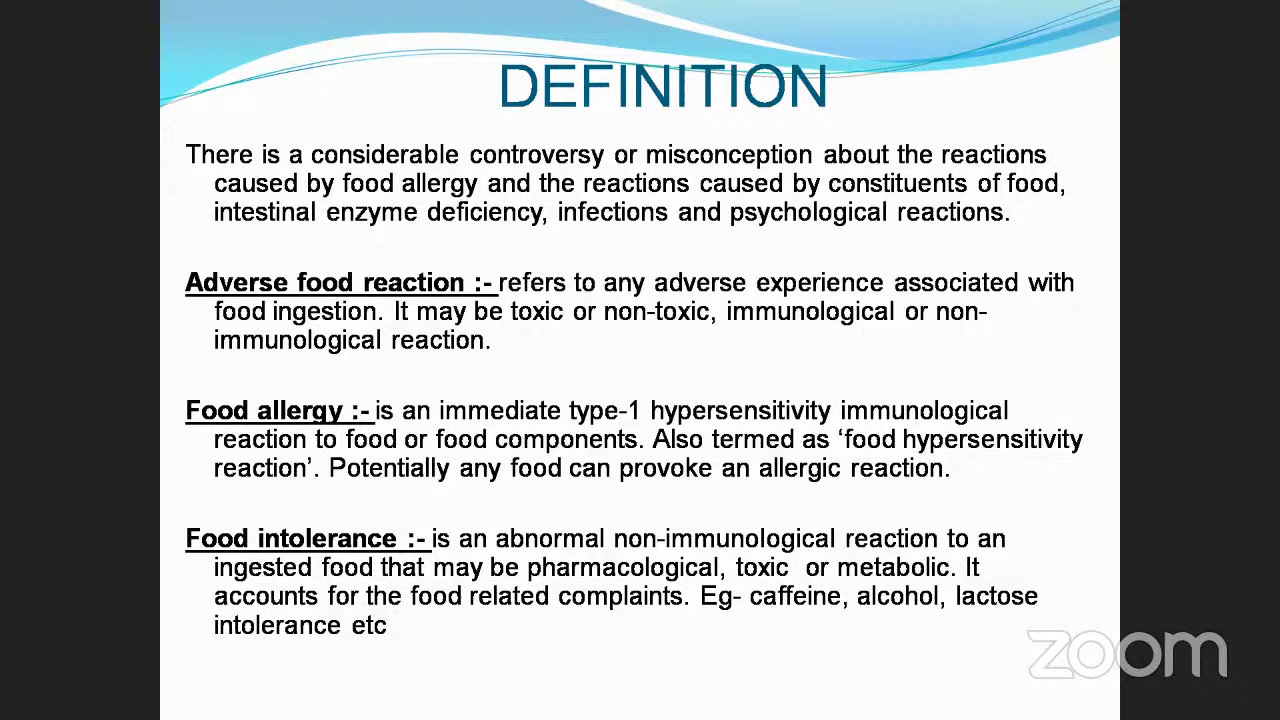 DEFINITION
There is a considerable controversy or misconception about the reactions
caused by food allergy and the reactions caused by constituents of food,
intestinal enzyme deficiency, infections and psychological reactions.
Adverse food reaction :- refers to any adverse experience associated with
food ingestion. It may be toxic or non-toxic, immunological or non-
immunological reaction.
Food allergy :- is an immediate type-1 hypersensitivity immunological
reaction to food or food components. Also termed as ‘food hypersensitivity
reaction’. Potentially any food can provoke an allergic reaction.
Food intolerance :- is an abnormal non-immunological reaction to an
ingested food that may be pharmacological, toxic  or metabolic. It
accounts for the food related complaints. Eg- caffeine, alcohol, lactose
intolerance etc
zoom